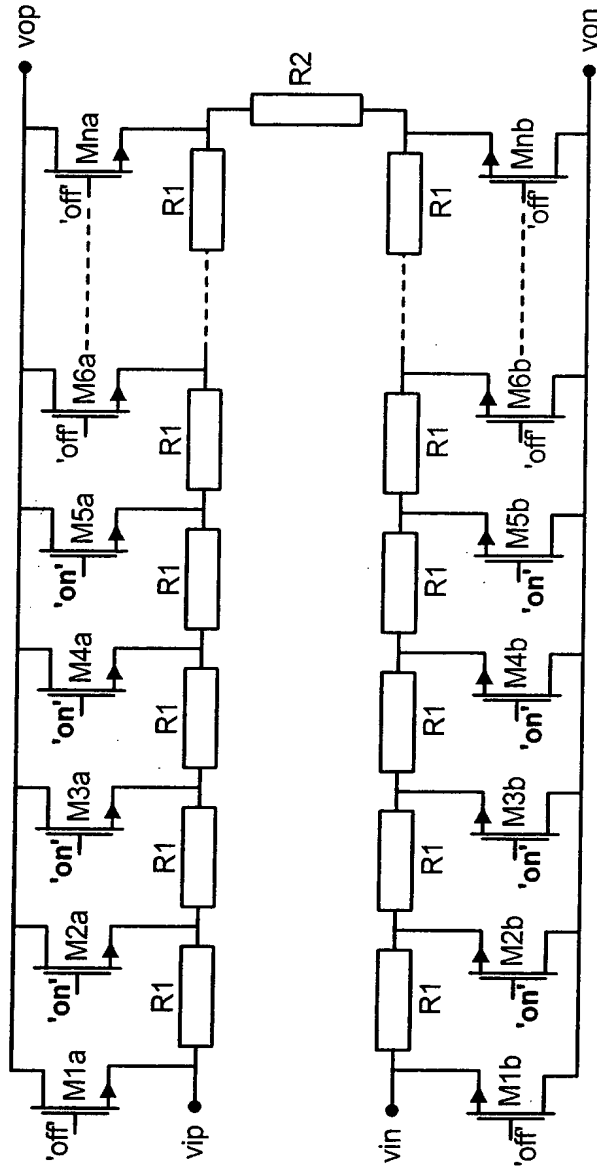 vop
M1a
'off'
M2a
'on'
M3a
'on'
M4a
'on'
M5a
'on'
M6a
'off'
Mna
'off'
vip
R1
R1
R1
R1
R1
R1
R2
vin
R1
R1
R1
R1
R1
R1
M1b
'off'
M2b
'on'
M3b
'on'
M4b
'on'
M5b
'on'
M6b
'off'
Mnb
'off'
von